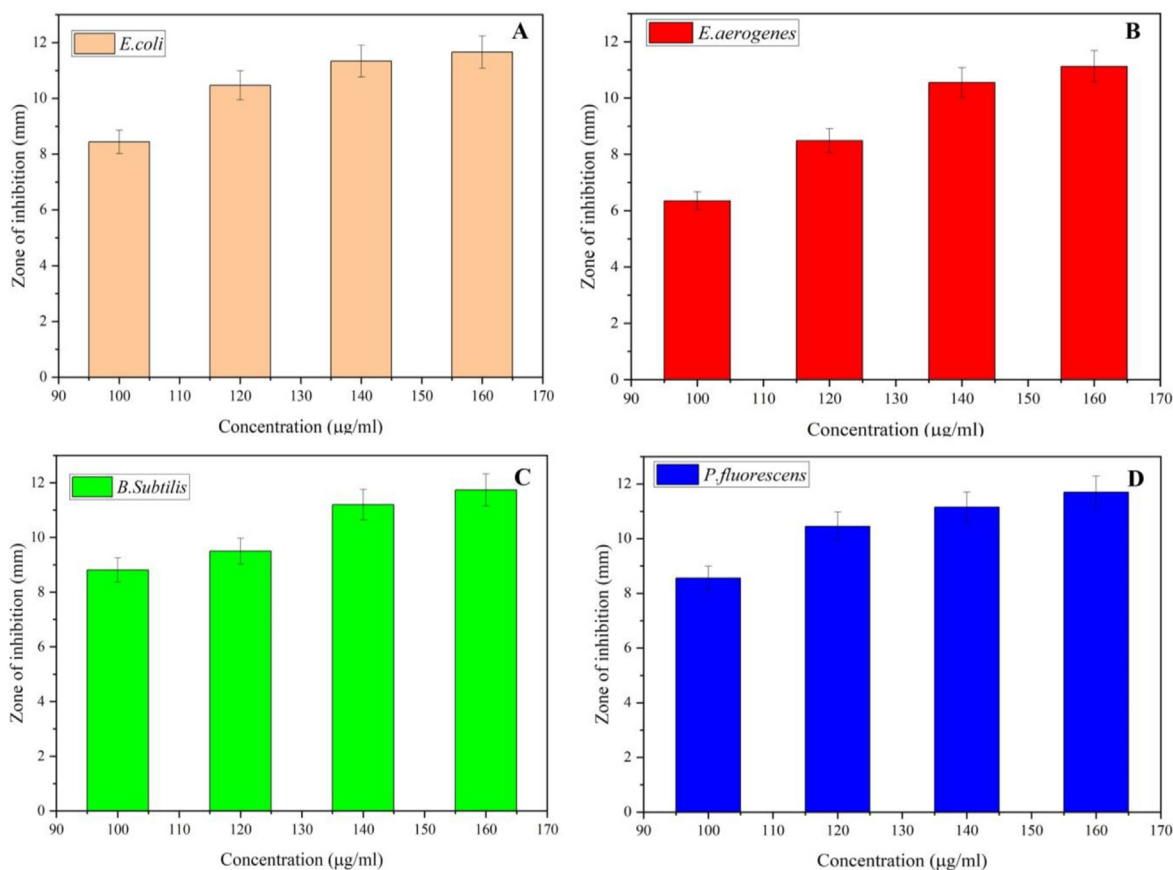 A
E.coli
Zone of inhibition (mm)
12
10
8
6
4
2
0
90 100 110 120 130 140 150 160 170
Concentration (µg/ml)
B
E.aerogenes
Zone of inhibition (mm)
12
10
8
6
4
2
0
90 100 110 120 130 140 150 160 170
Concentration (µg/ml)
C
B.Subtilis
Zone of inhibition (mm)
12
10
8
6
4
2
0
90 100 110 120 130 140 150 160 170
Concentration (µg/ml)
D
P.fluorescens
Zone of inhibition (mm)
12
10
8
6
4
2
0
90 100 110 120 130 140 150 160 170
Concentration (µg/ml)